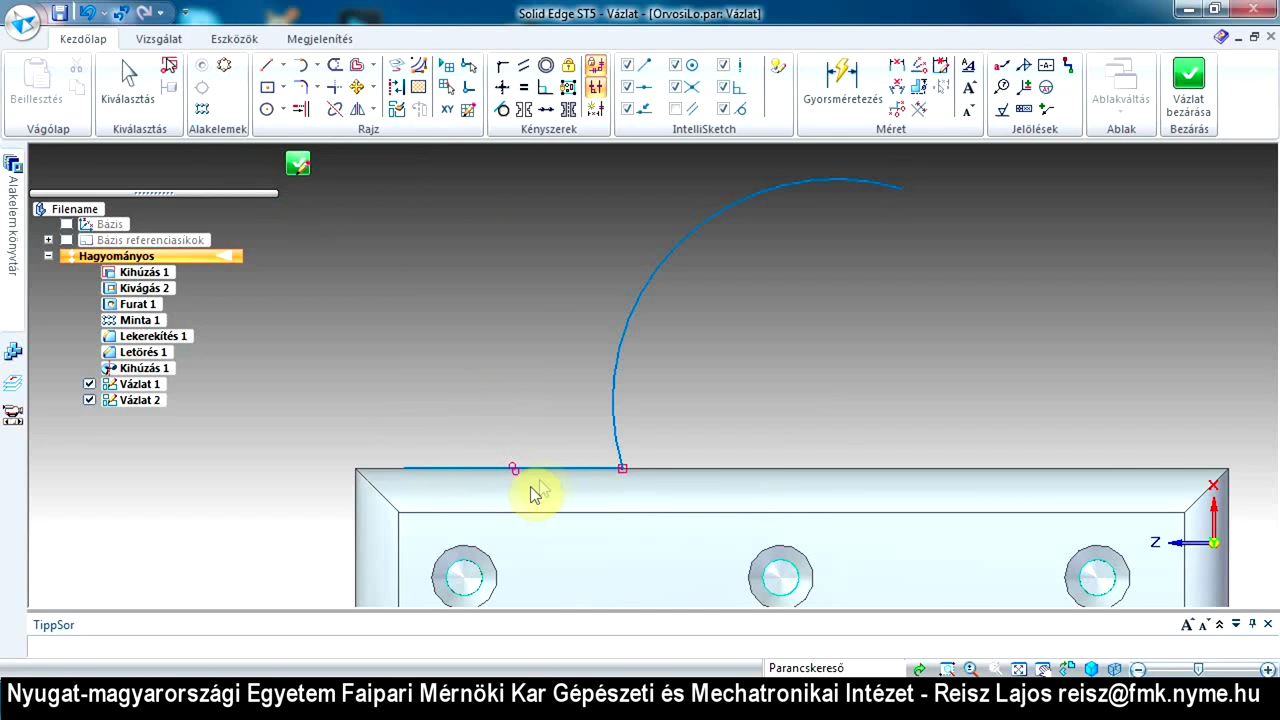 Solid Edge ST5 - Vázlat - [OrvosiLo.par: Vázlat]
Kezdőlap
Vizsgálat
Eszközök
Megjelenítés
Beillesztés
Kiválasztás
XY
Gyorsméretezés
Ablakváltás
Vázlat
bezárása
Vágólap
Kiválasztás
Alakelemek
Rajz
Kényszerek
IntelliSketch
Méret
Jelölések
Ablak
Bezárás
Alakelem könyvtár
Filename
Bázis
Bázis referenciasíkok
Hagyományos
Kihúzás 1
Kivágás 2
Furat 1
Minta 1
Lekerekítés 1
Letörés 1
Kihúzás 1
Vázlat 1
Vázlat 2
X
Z
TippSor
Parancskereső
Nyugat-magyarországi Egyetem Faipari Mérnöki Kar Gépészeti és Mechatronikai Intézet - Reisz Lajos reisz@fmk.nyme.hu